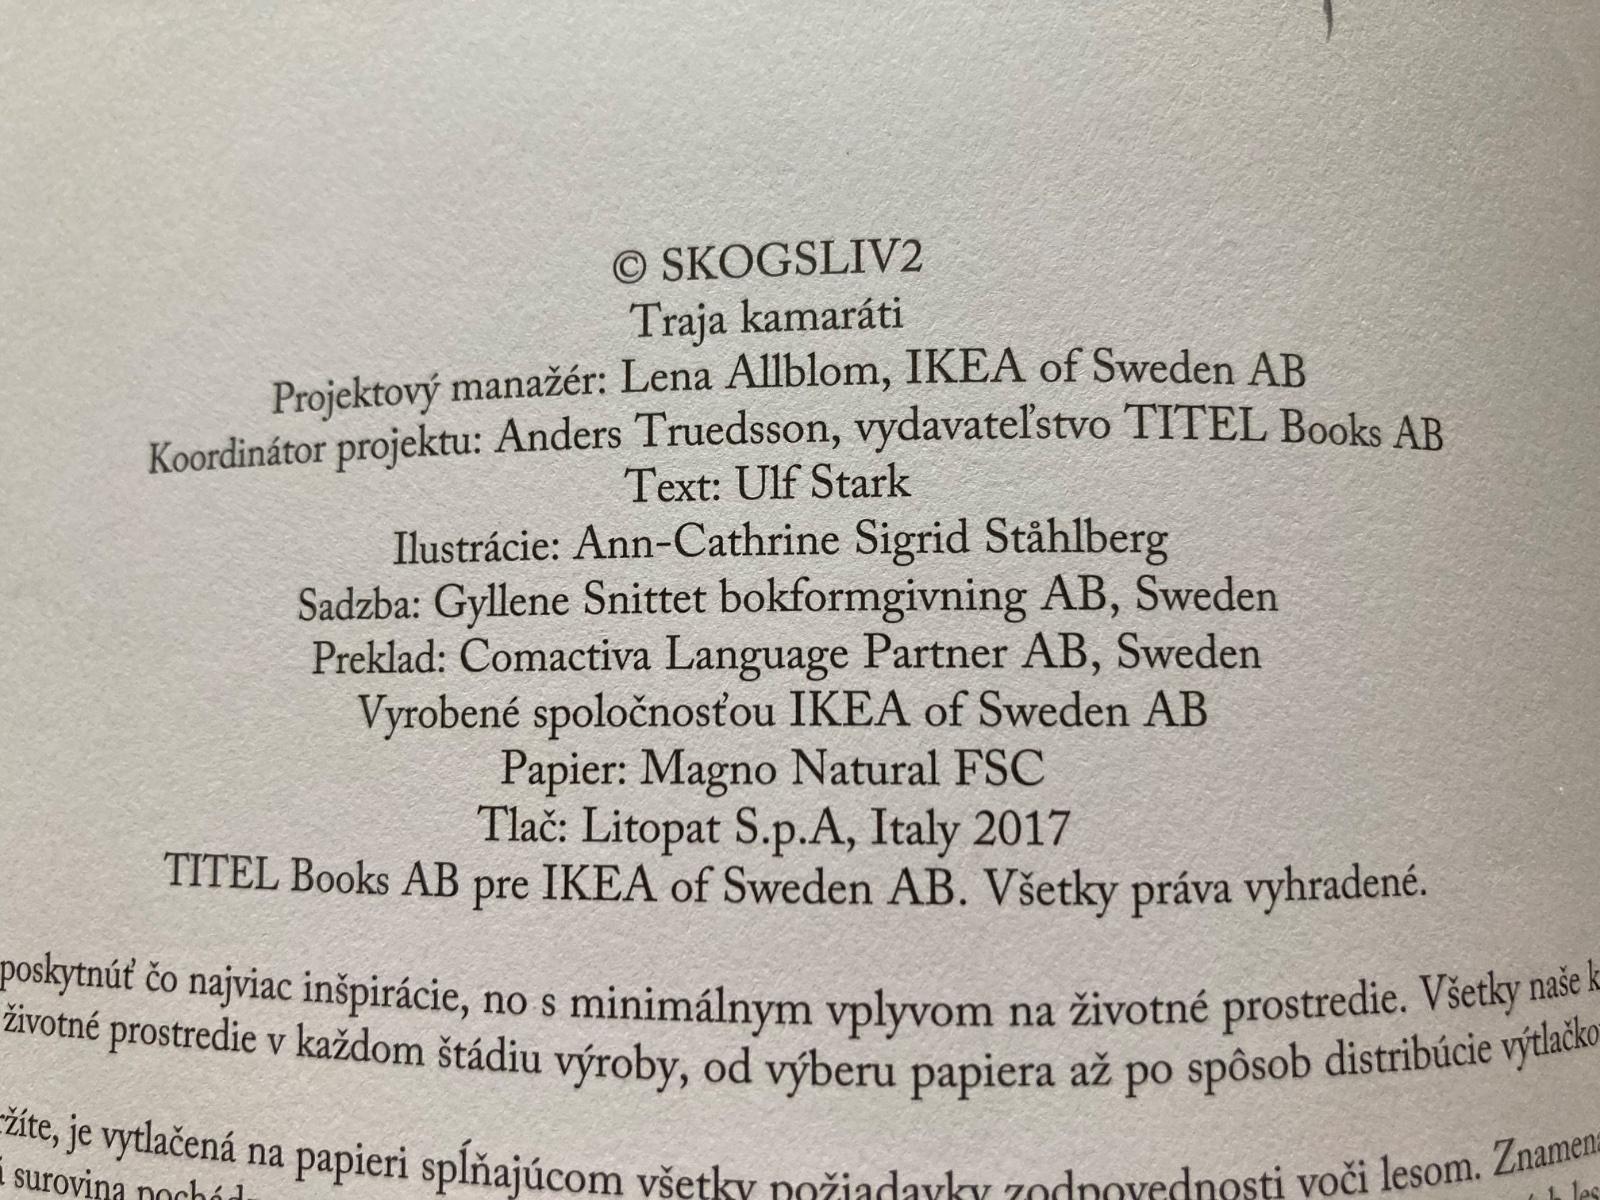 © SKOGSLIV2
Traja kamaráti
Projektový manažér: Lena Allblom, IKEA of Sweden AB
Koordinátor projektu: Anders Truedsson, vydavateľstvo TITEL Books AB
Text: Ulf Stark
Ilustrácie: Ann-Cathrine Sigrid Ståhlberg
Sadzba: Gyllene Snittet bokformgivning AB, Sweden
Preklad: Comactiva Language Partner AB, Sweden
Vyrobené spoločnosťou IKEA of Sweden AB
Papier: Magno Natural FSC
Tlač: Litopat S.p.A, Italy 2017
TITEL Books AB pre IKEA of Sweden AB. Všetky práva vyhradené.
poskytnúť čo najviac inšpirácie, no s minimálnym vplyvom na životné prostredie. Všetky naše k
životné prostredie v každom štádiu výroby, od výberu papiera až po spôsob distribúcie výtlačko
ržíte, je vytlačená na papieri spĺňajúcom všetky požiadavky zodpovednosti voči lesom. Znamená
surovina